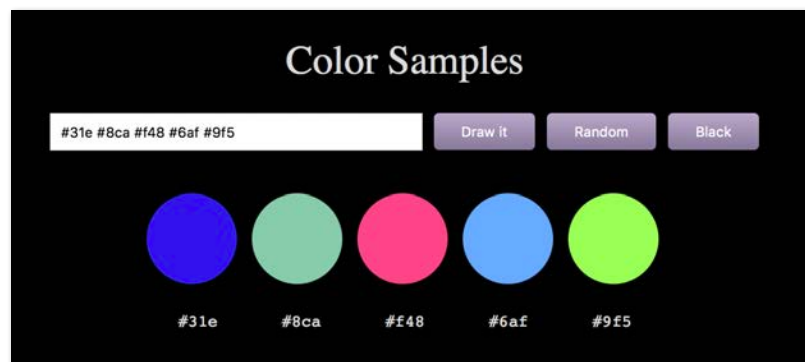 Color Samples
#31e #8ca #f48 #6af #9f5 Draw it Random Black
#31e #8ca #f48 #6af #9f5